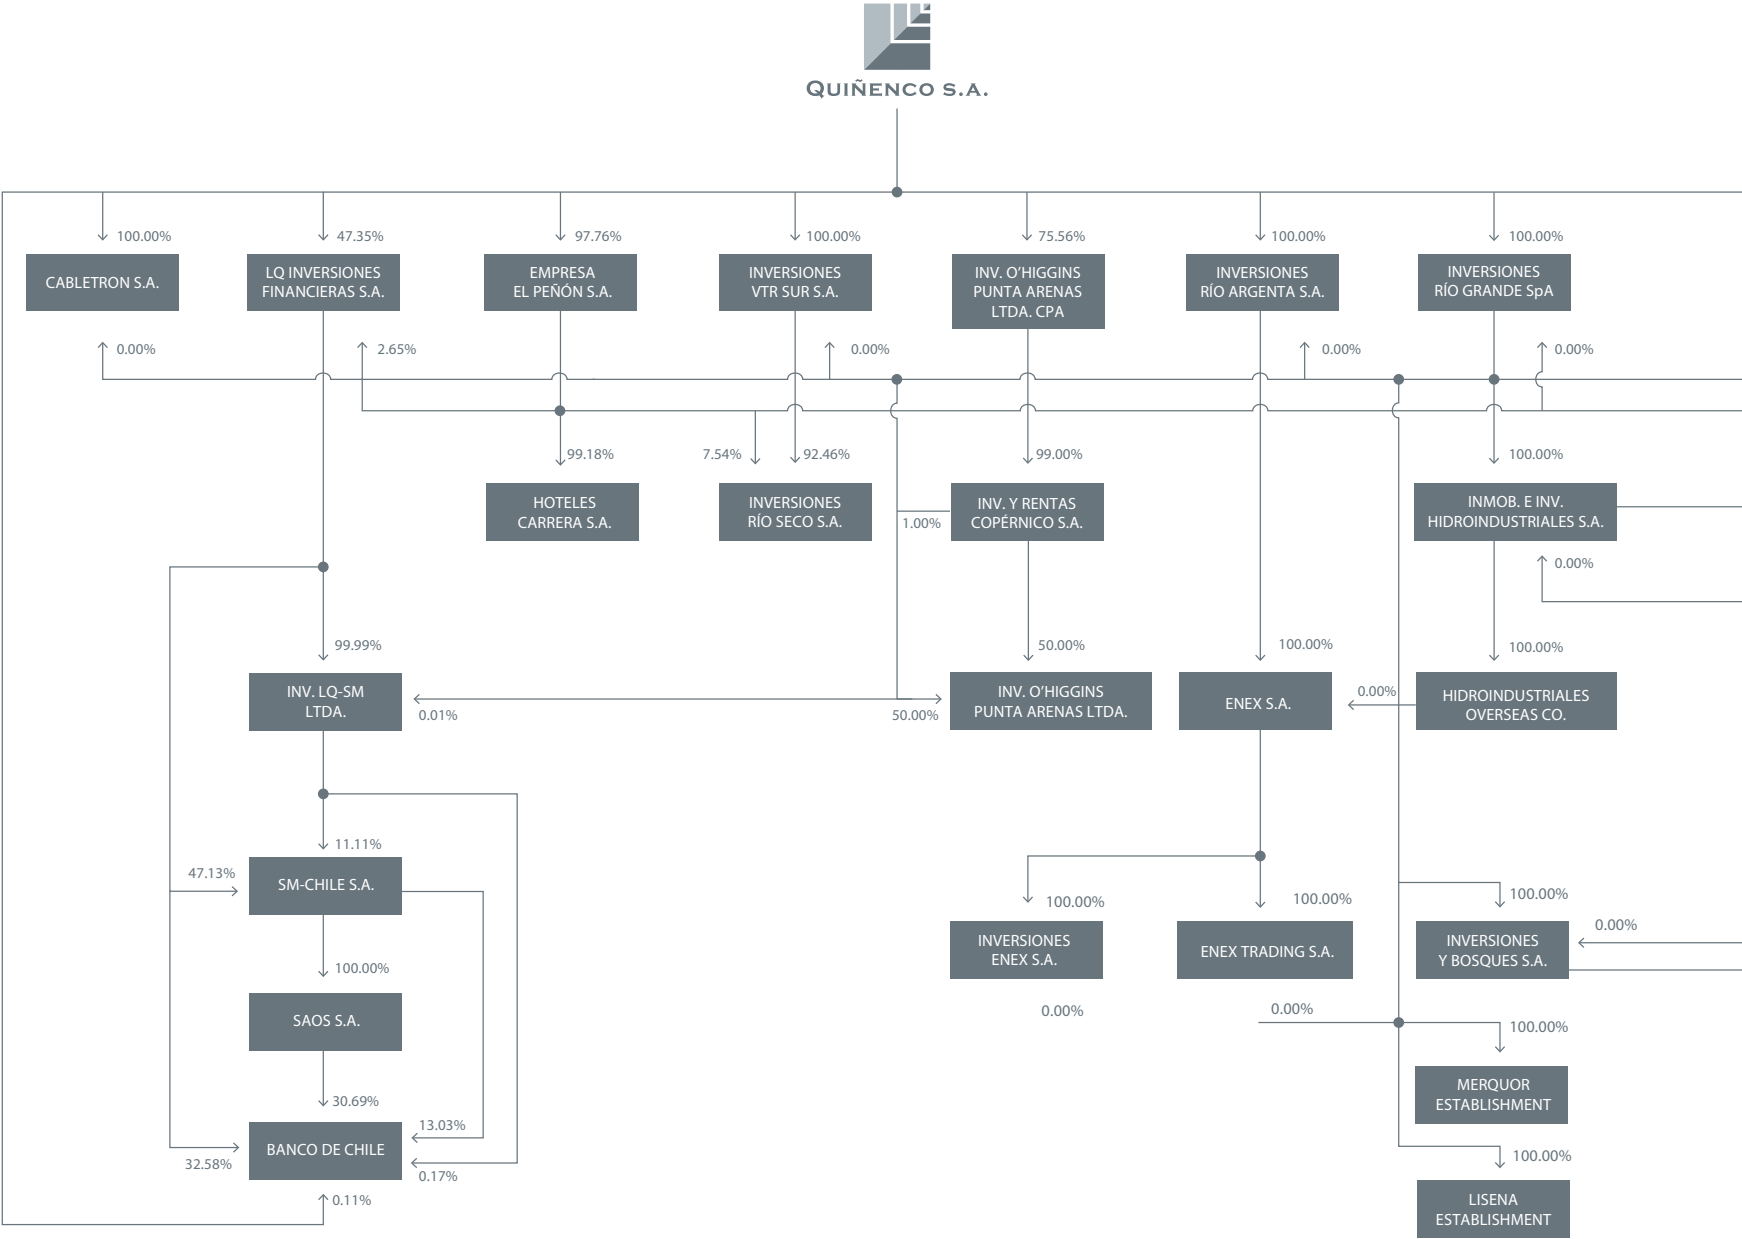 QUIÑENCO S.A.
100.00%
47.35%
97.76%
100.00%
75.56%
100.00%
100.00%
CABLETRON S.A.
LQ INVERSIONES
FINANCIERAS S.A.
EMPRESA
EL PEÑÓN S.A.
INVERSIONES
VTR SUR S.A.
INV. O'HIGGINS
PUNTA ARENAS
LTDA. CPA
INVERSIONES
RÍO ARGENTA S.A.
INVERSIONES
RÍO GRANDE SpA
0.00%
2.65%
0.00%
0.00%
0.00%
99.18%
7.54%
92.46%
99.00%
100.00%
HOTELES
CARRERA S.A.
INVERSIONES
RÍO SECO S.A.
1.00%
INV. Y RENTAS
COPÉRNICO S.A.
INMOB. E INV.
HIDROINDUSTRIALES S.A.
0.00%
99.99%
50.00%
100.00%
100.00%
INV. LQ-SM
LTDA.
0.01%
50.00%
INV. O'HIGGINS
PUNTA ARENAS LTDA.
ENEX S.A.
0.00%
HIDROINDUSTRIALES
OVERSEAS CO.
11.11%
47.13%
SM-CHILE S.A.
100.00%
100.00%
100.00%
INVERSIONES
ENEX S.A.
ENEX TRADING S.A.
INVERSIONES
Y BOSQUES S.A.
0.00%
100.00%
SAOS S.A.
0.00%
0.00%
100.00%
30.69%
MERQUOR
ESTABLISHMENT
13.03%
BANCO DE CHILE
32.58%
0.17%
0.11%
100.00%
LISENA
ESTABLISHMENT